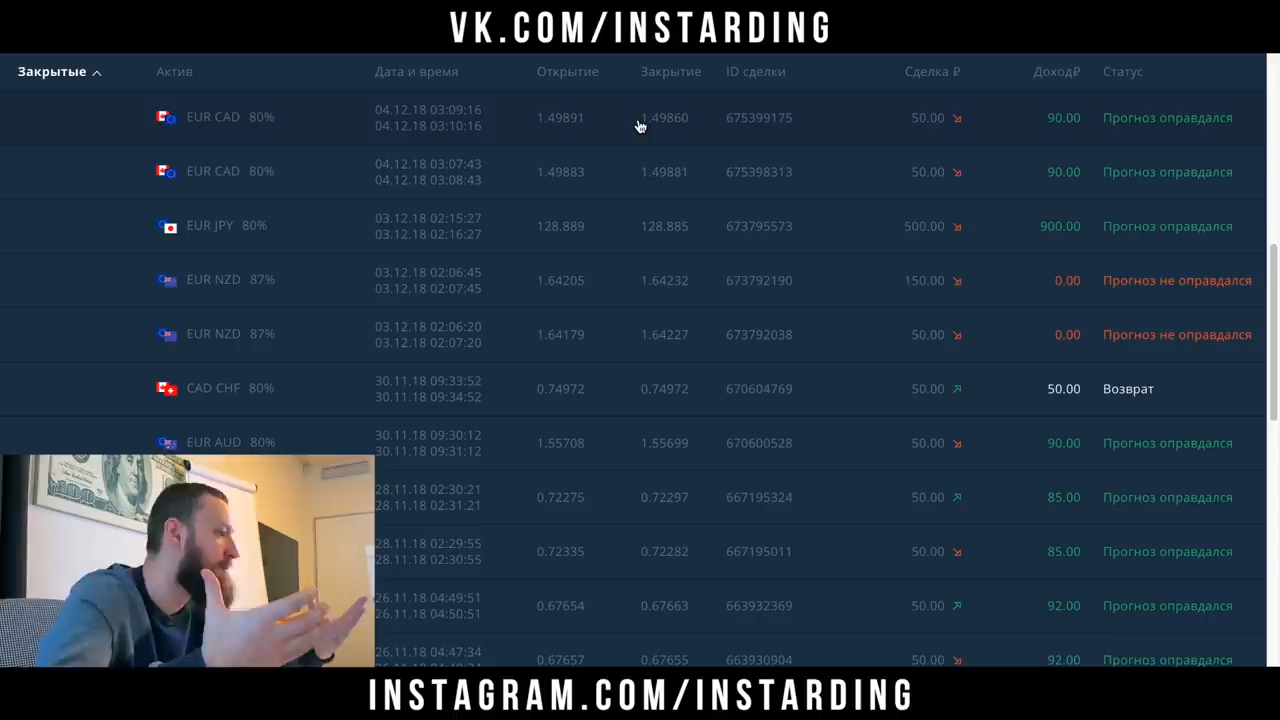 VK.COM/INSTARDING
Закрытые Актив Дата и время Открытие Закрытие ID сделки Сделка ₽ Доход₽ Статус
EUR CAD 80% 04.12.18 03:09:16 1.49891 1.49860 675399175 50.00 90.00 Прогноз оправдался
04.12.18 03:10:16
EUR CAD 80% 04.12.18 03:07:43 1.49883 1.49881 675398313 50.00 90.00 Прогноз оправдался
04.12.18 03:08:43
EUR JPY 80% 03.12.18 02:15:27 128.889 128.885 673795573 500.00 900.00 Прогноз оправдался
03.12.18 02:16:27
EUR NZD 87% 03.12.18 02:06:45 1.64205 1.64232 673792190 150.00 0.00 Прогноз не оправдался
03.12.18 02:07:45
EUR NZD 87% 03.12.18 02:06:20 1.64179 1.64227 673792038 50.00 0.00 Прогноз не оправдался
03.12.18 02:07:20
CAD CHF 80% 30.11.18 09:33:52 0.74972 0.74972 670604769 50.00 50.00 Возврат
30.11.18 09:34:52
EUR AUD 80% 30.11.18 09:30:12 1.55708 1.55699 670600528 50.00 90.00 Прогноз оправдался
30.11.18 09:31:12
28.11.18 02:30:21 0.72275 0.72297 667195324 50.00 85.00 Прогноз оправдался
28.11.18 02:31:21
28.11.18 02:29:55 0.72335 0.72282 667195011 50.00 85.00 Прогноз оправдался
28.11.18 02:30:55
26.11.18 04:49:51 0.67654 0.67663 663932369 50.00 92.00 Прогноз оправдался
26.11.18 04:50:51
26.11.18 04:47:34 0.67657 0.67655 663930904 50.00 92.00 Прогноз оправдался
100
INSTAGRAM.COM/INSTARDING